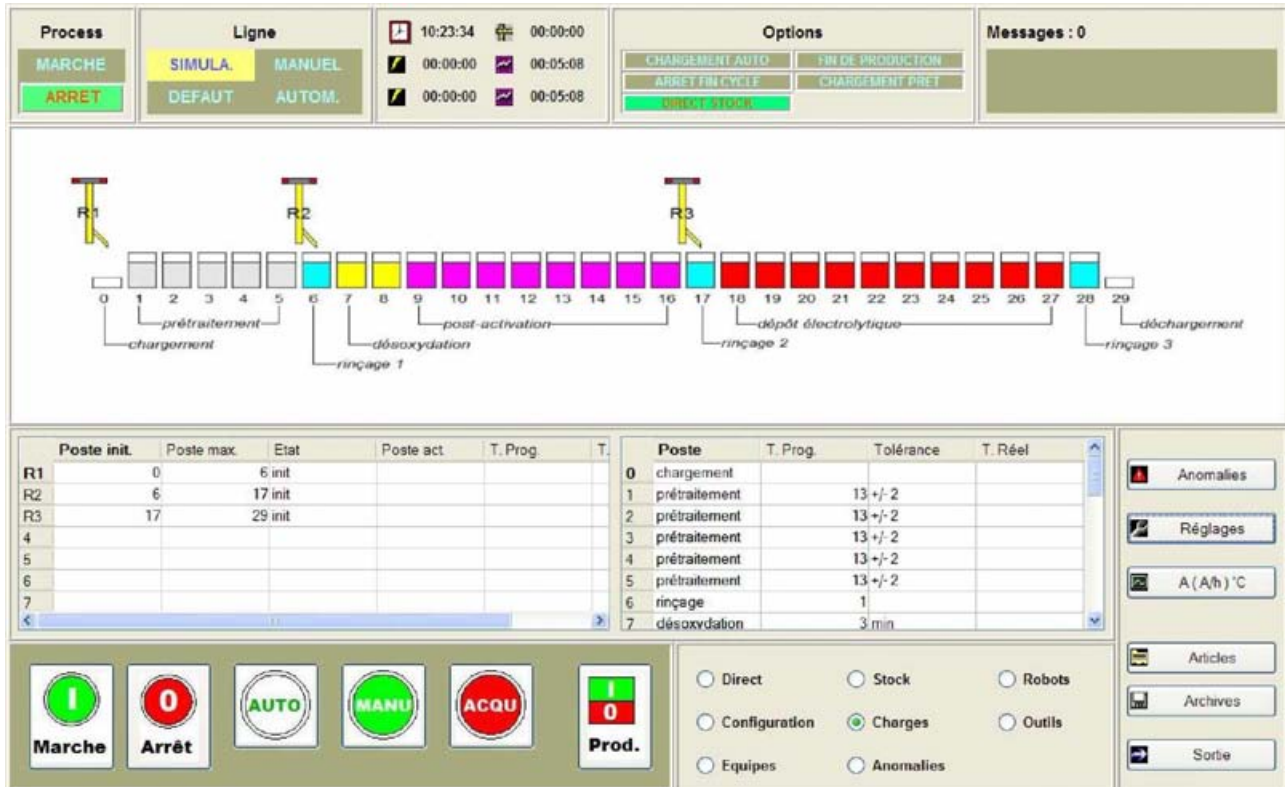 Process
MARCHE
ARRET
Ligne
SIMULA. MANUEL
DEFAUT AUTOM.
10:23:34 00:00:00
00:00:00 00:05:08
00:00:00 00:05:08
Options
CHARGEMENT AUTO FIN DE PRODUCTION
ARRET FIN CYCLE CHARGEMENT PRET
DIRECT STOCK
Messages : 0
R1 R2 R3
0 1 2 3 4 5 6 7 8 9 10 11 12 13 14 15 16 17 18 19 20 21 22 23 24 25 26 27 28 29
prétraitement post-activation dépôt électrolytique déchargement
chargement désoxydation rinçage 2 rinçage 3
rinçage 1
Poste init. Poste max. Etat Poste act. T. Prog. T.
R1 0 6 init
R2 6 17 init
R3 17 29 init
4
5
6
7
Poste T. Prog. Tolérance T. Réel
0 chargement
1 prétraitement 13 +/- 2
2 prétraitement 13 +/- 2
3 prétraitement 13 +/- 2
4 prétraitement 13 +/- 2
5 prétraitement 13 +/- 2
6 rinçage 1
7 désoxydation 3 min
Anomalies
Réglages
A ( A/h ) °C
Articles
Archives
Sortie
I 0 AUTO MANU ACQU I
0
Marche Arrêt Prod.
Direct Stock Robots
Configuration Charges Outils
Equipes Anomalies